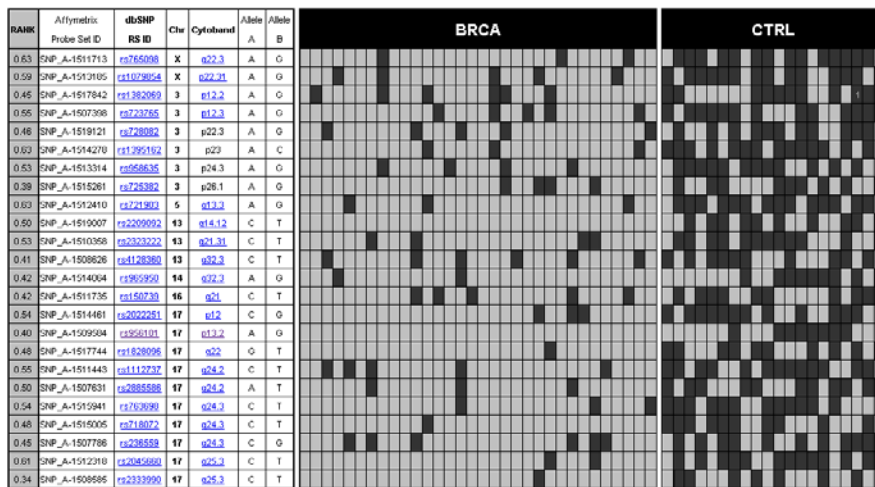 RANK Affymetrix Probe Set ID dbSNP RS ID Chr Cytoband Allele A Allele B BRCA CTRL
0.63 SNP_A-1511713 rs765098 X q22.3 A G
0.59 SNP_A-1513185 rs1079854 X p22.31 A G
0.45 SNP_A-1517842 rs1382069 3 p12.2 A G 1
0.55 SNP_A-1507398 rs723765 3 p12.3 A G
0.46 SNP_A-1519121 rs728082 3 p22.3 A G
0.63 SNP_A-1514278 rs1395162 3 p23 A C
0.53 SNP_A-1513314 rs958635 3 p24.3 A G
0.39 SNP_A-1515261 rs725382 3 p26.1 A G
0.63 SNP_A-1512410 rs721903 5 q13.3 A G
0.50 SNP_A-1519007 rs2209092 13 q14.12 C T
0.53 SNP_A-1510358 rs2323222 13 q21.31 C T
0.41 SNP_A-1508626 rs4128360 13 q32.3 C T
0.42 SNP_A-1514064 rs965950 14 q32.3 A G
0.42 SNP_A-1511735 rs150739 16 q21 C T
0.54 SNP_A-1514461 rs2022251 17 p12 C G
0.40 SNP_A-1509584 rs956101 17 p13.2 A G
0.48 SNP_A-1517744 rs1828096 17 q22 G T
0.55 SNP_A-1511443 rs1112737 17 q24.2 C T
0.50 SNP_A-1507631 rs2885586 17 q24.2 A T
0.54 SNP_A-1515941 rs763098 17 q24.3 C T
0.48 SNP_A-1515005 rs718072 17 q24.3 C T
0.45 SNP_A-1507786 rs236559 17 q24.3 C G
0.61 SNP_A-1512318 rs2045660 17 q25.3 C T
0.34 SNP_A-1508585 rs2333990 17 q25.3 C T